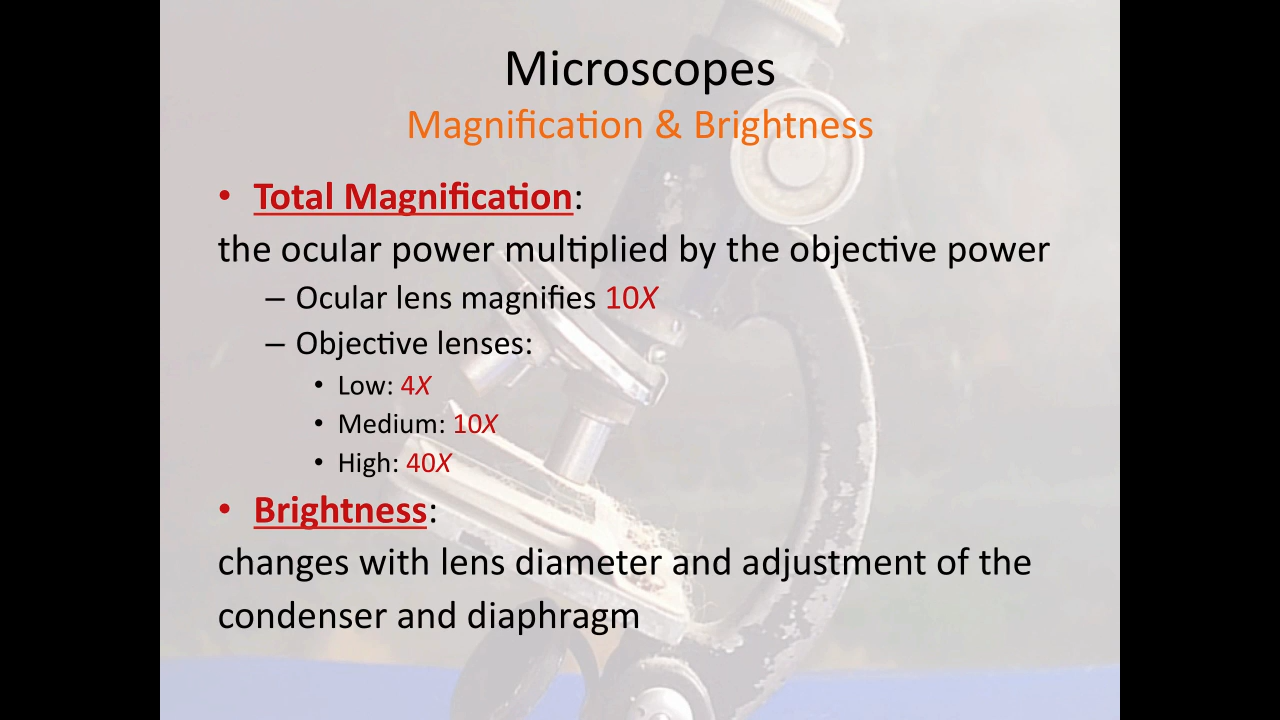 Microscopes
Magnification & Brightness
• Total Magnification:
the ocular power multiplied by the objective power
– Ocular lens magnifies 10X
– Objective lenses:
• Low: 4X
• Medium: 10X
• High: 40X
• Brightness:
changes with lens diameter and adjustment of the
condenser and diaphragm